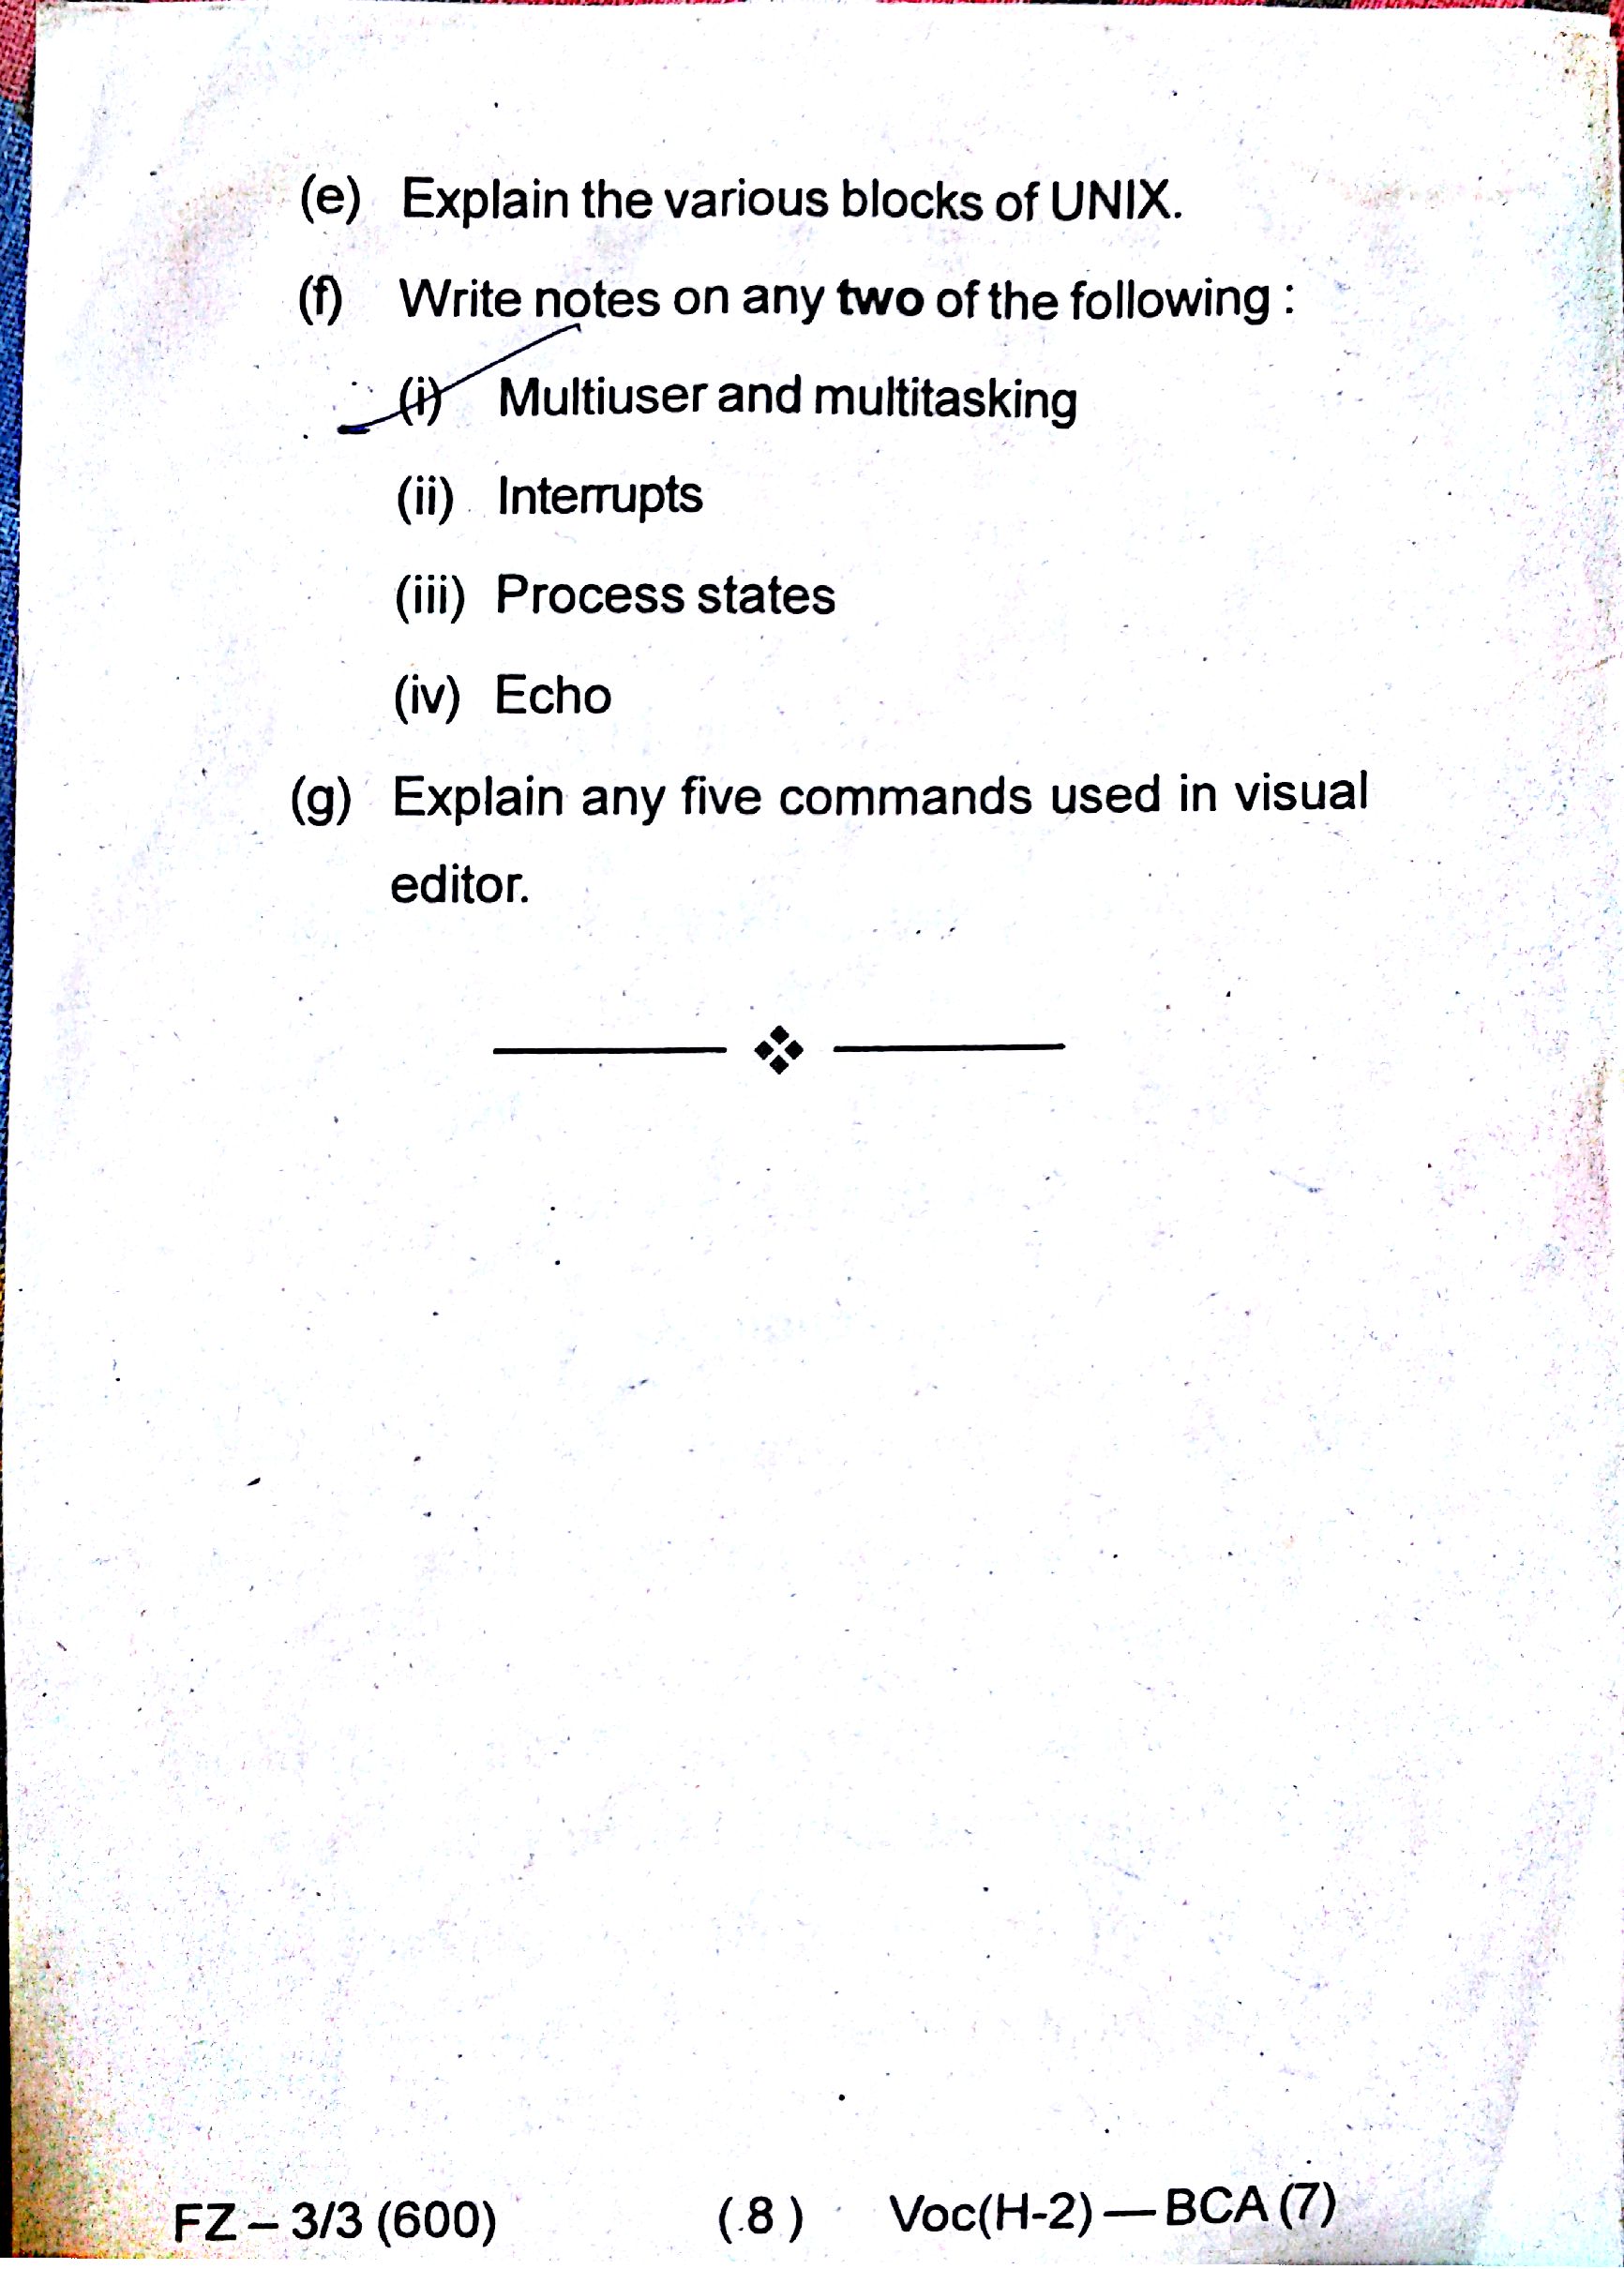 (e) Explain the various blocks of UNIX.
(f) Write notes on any two of the following :
(i) Multiuser and multitasking
(ii) Interrupts
(iii) Process states
(iv) Echo
(g) Explain any five commands used in visual
editor.
FZ – 3/3 (600) ( 8 ) Voc(H-2) — BCA (7)